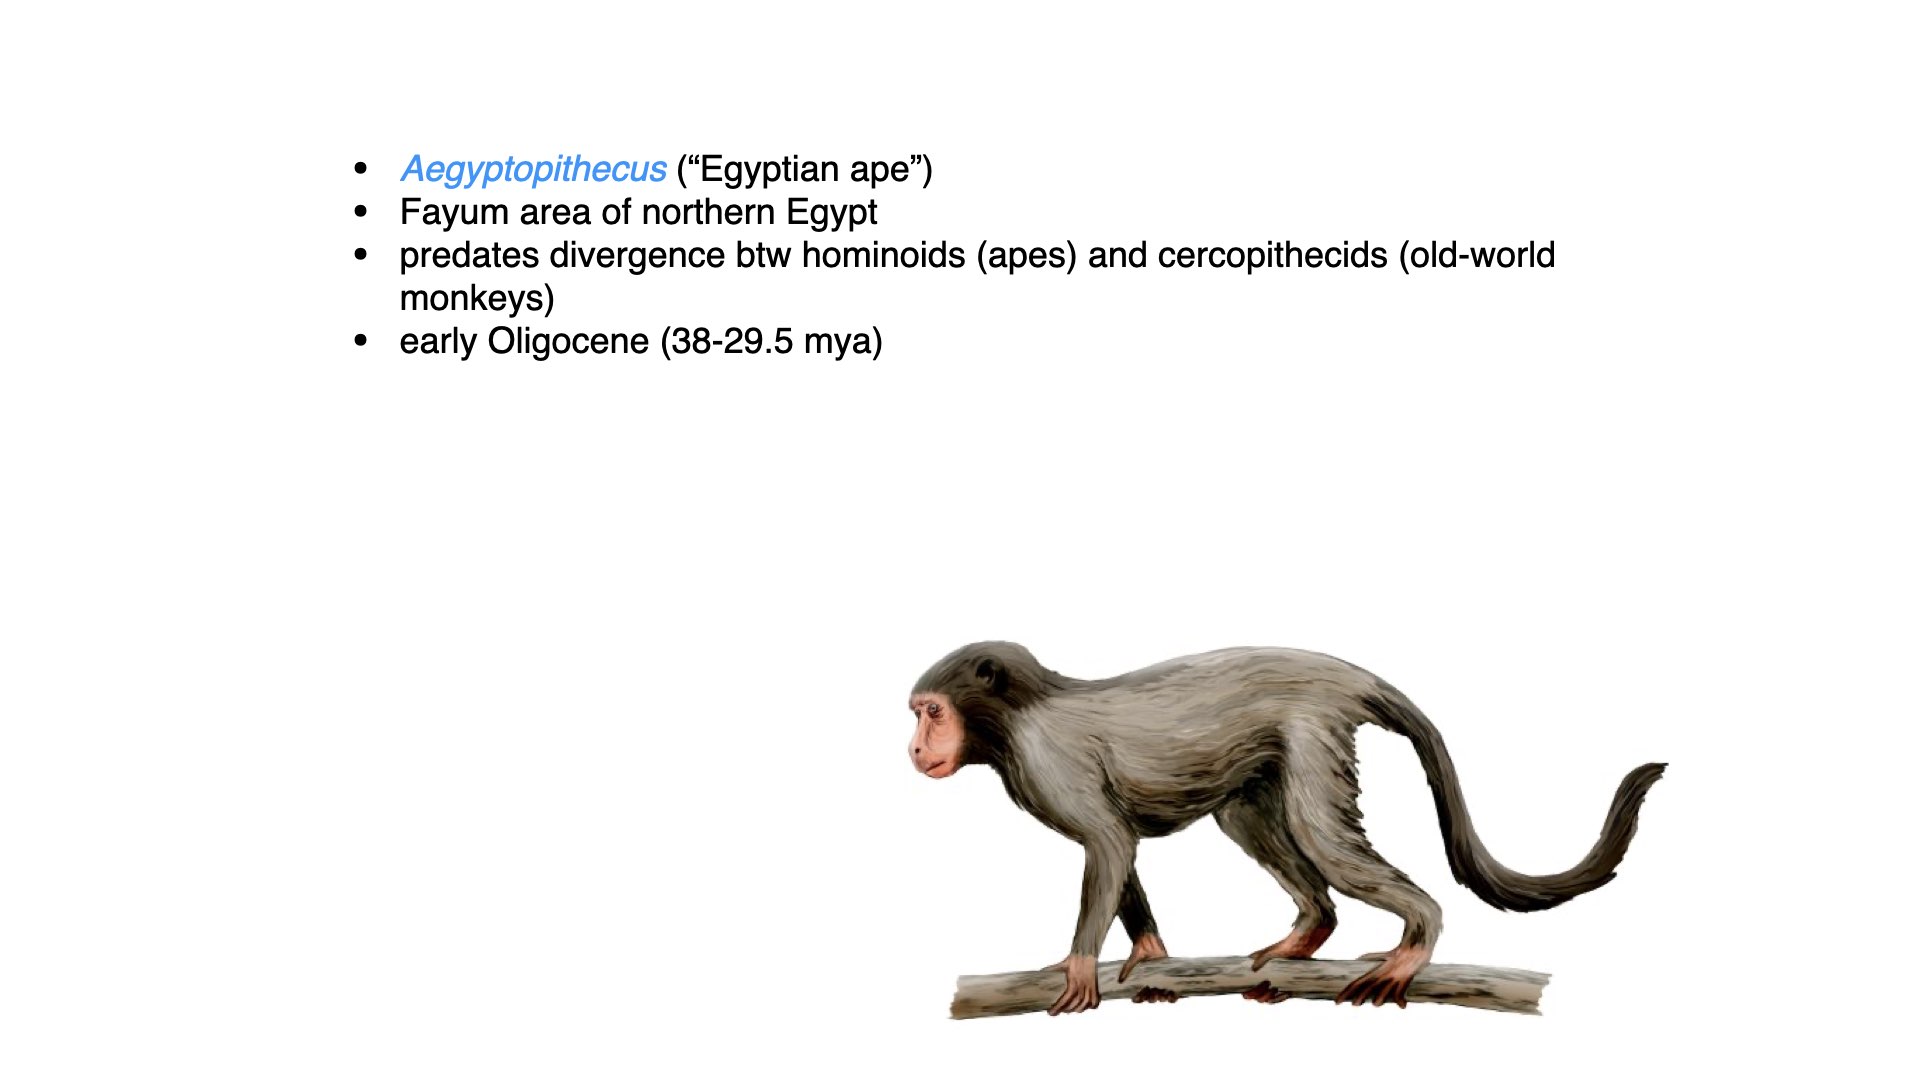 • Aegyptopithecus (“Egyptian ape”)
• Fayum area of northern Egypt
• predates divergence btw hominoids (apes) and cercopithecids (old-world
monkeys)
• early Oligocene (38-29.5 mya)